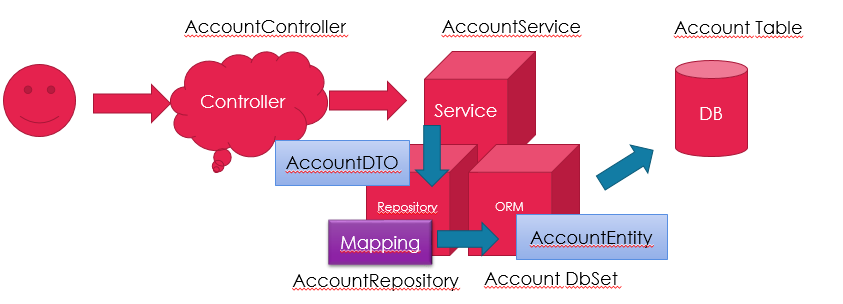 AccountController
AccountService
Account Table
Controller
Service
DB
AccountDTO
Repository
ORM
Mapping
AccountEntity
AccountRepository
Account DbSet